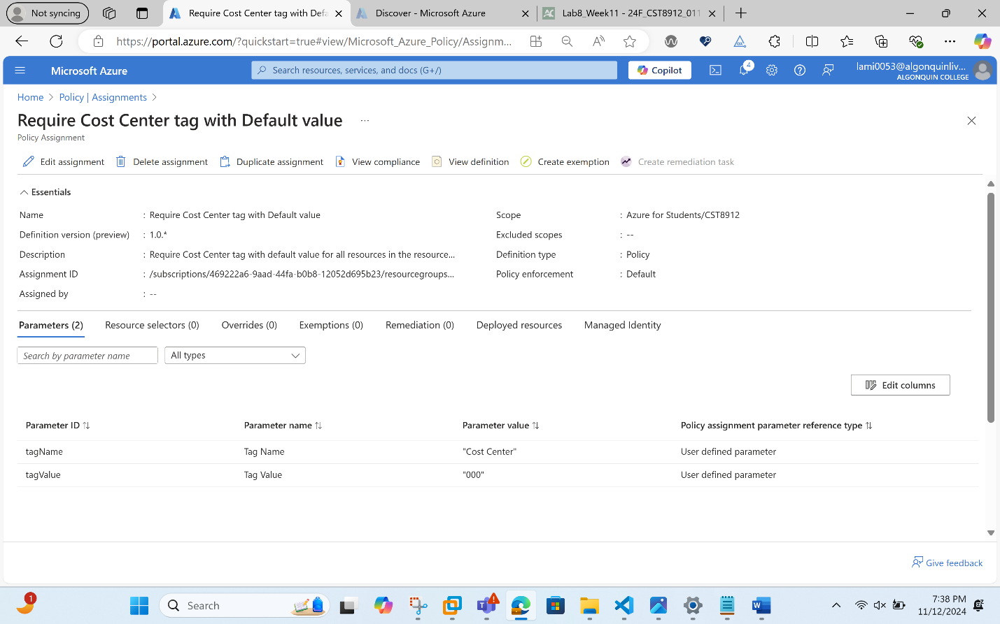 Not syncing
Require Cost Center tag with Defa
Discover - Microsoft Azure
Lab8_Week11 - 24F_CST8912_011
https://portal.azure.com/?quickstart=true#view/Microsoft_Azure_Policy/Assignm...
Microsoft Azure
Search resources, services, and docs (G+/)
Copilot
4
lami0053@algonquinliv...
ALGONQUIN COLLEGE
Home > Policy | Assignments >
Require Cost Center tag with Default value ...
Policy Assignment
Edit assignment
Delete assignment
Duplicate assignment
View compliance
View definition
Create exemption
Create remediation task
Essentials
Name : Require Cost Center tag with Default value
Scope : Azure for Students/CST8912
Definition version (preview) : 1.0.*
Excluded scopes : --
Description : Require Cost Center tag with default value for all resources in the resource...
Definition type : Policy
Assignment ID : /subscriptions/469222a6-9aad-44fa-b0b8-12052d695b23/resourcegroups...
Policy enforcement : Default
Assigned by : --
Parameters (2)
Resource selectors (0)
Overrides (0)
Exemptions (0)
Remediation (0)
Deployed resources
Managed Identity
Search by parameter name
All types
Edit columns
Parameter ID
Parameter name
Parameter value
Policy assignment parameter reference type
tagName
Tag Name
"Cost Center"
User defined parameter
tagValue
Tag Value
"000"
User defined parameter
Give feedback
1
Search
7:38 PM
11/12/2024